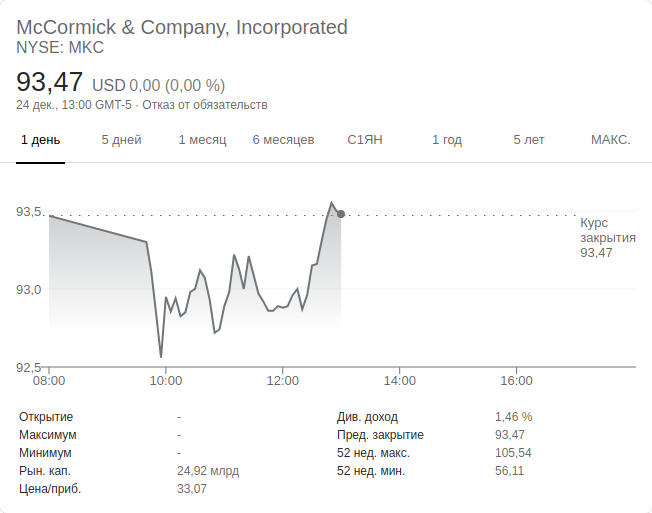 McCormick & Company, Incorporated
NYSE: MKC
93,47 USD 0,00 (0,00 %)
24 дек., 13:00 GMT-5 · Отказ от обязательств
1 день 5 дней 1 месяц 6 месяцев С1ЯН 1 год 5 лет МАКС.
93,5
Курс
закрытия
93,47
93,0
92,5
08:00 10:00 12:00 14:00 16:00
Открытие - Див. доход 1,46 %
Максимум - Пред. закрытие 93,47
Минимум - 52 нед. макс. 105,54
Рын. кап. 24,92 млрд 52 нед. мин. 56,11
Цена/приб. 33,07